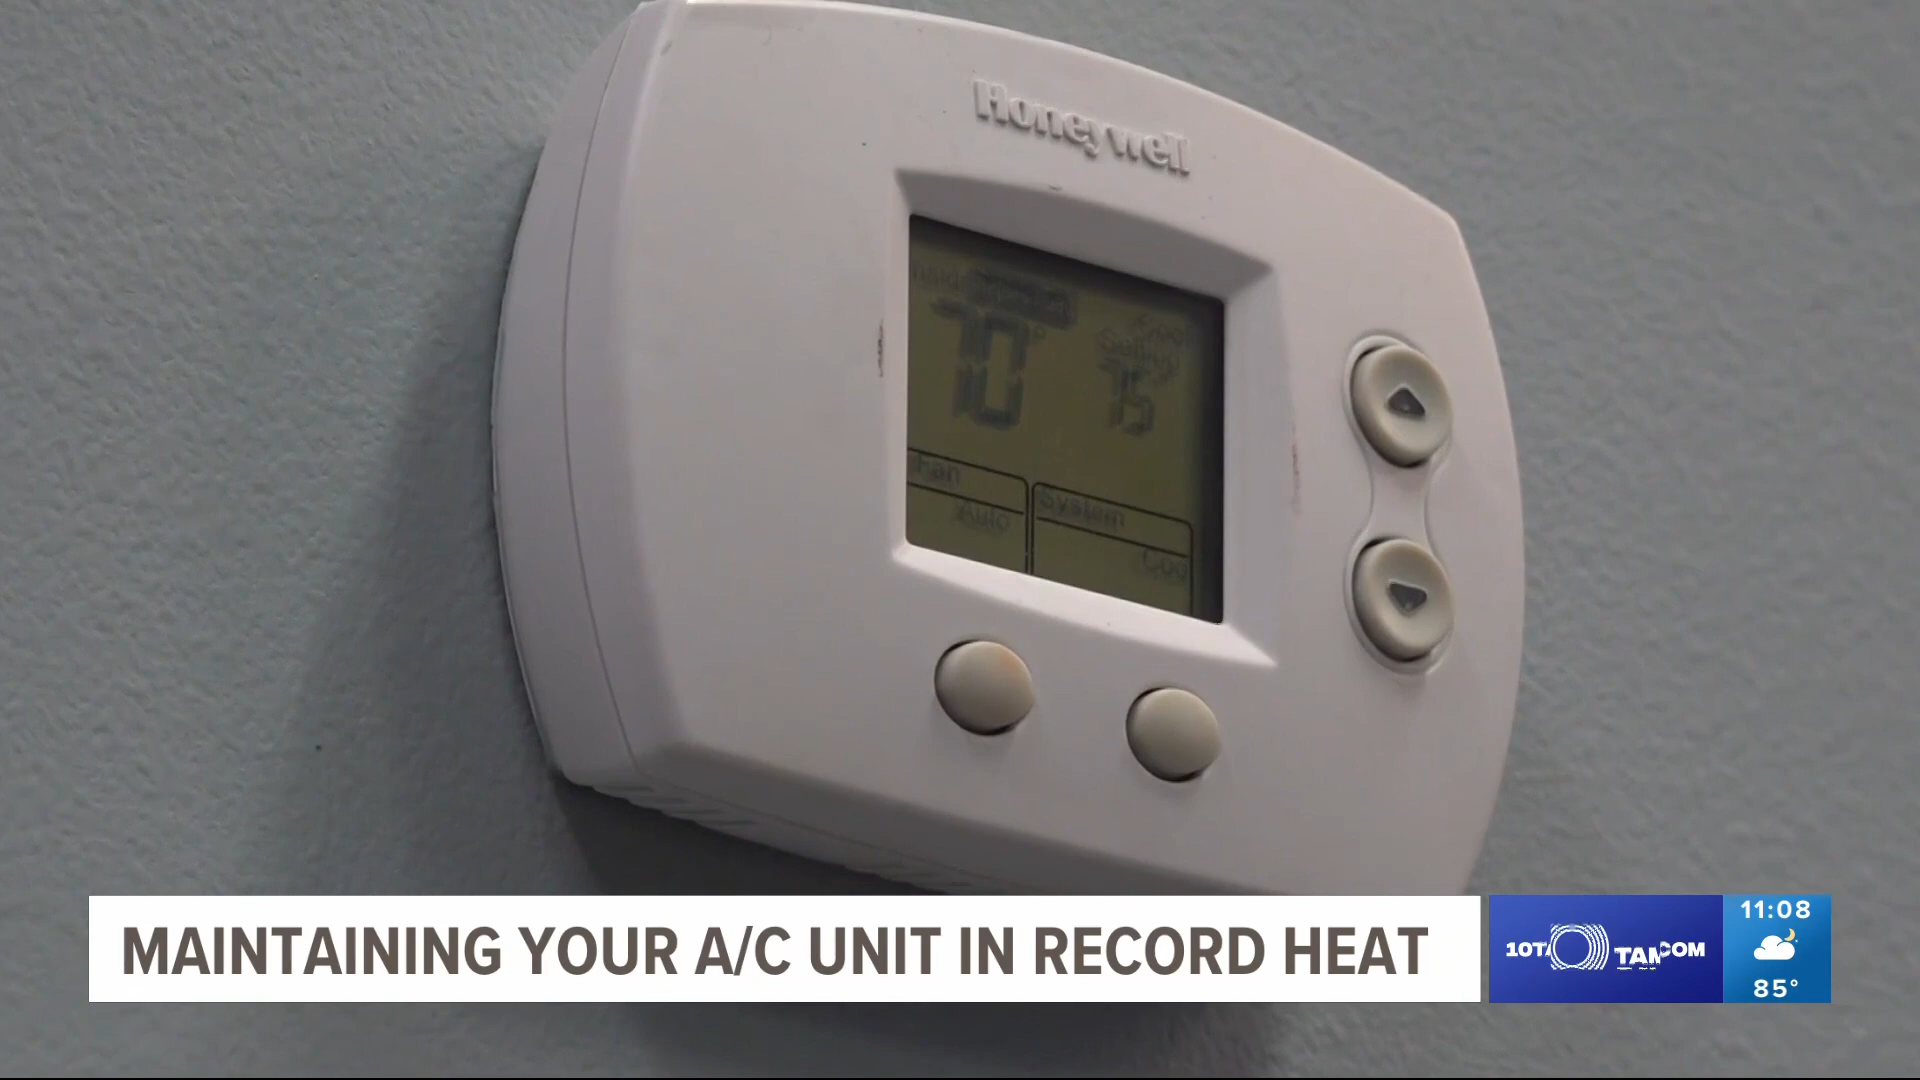 Honeywell
70°
75
Fan
System
Auto
MAINTAINING YOUR A/C UNIT IN RECORD HEAT
11:08
85°